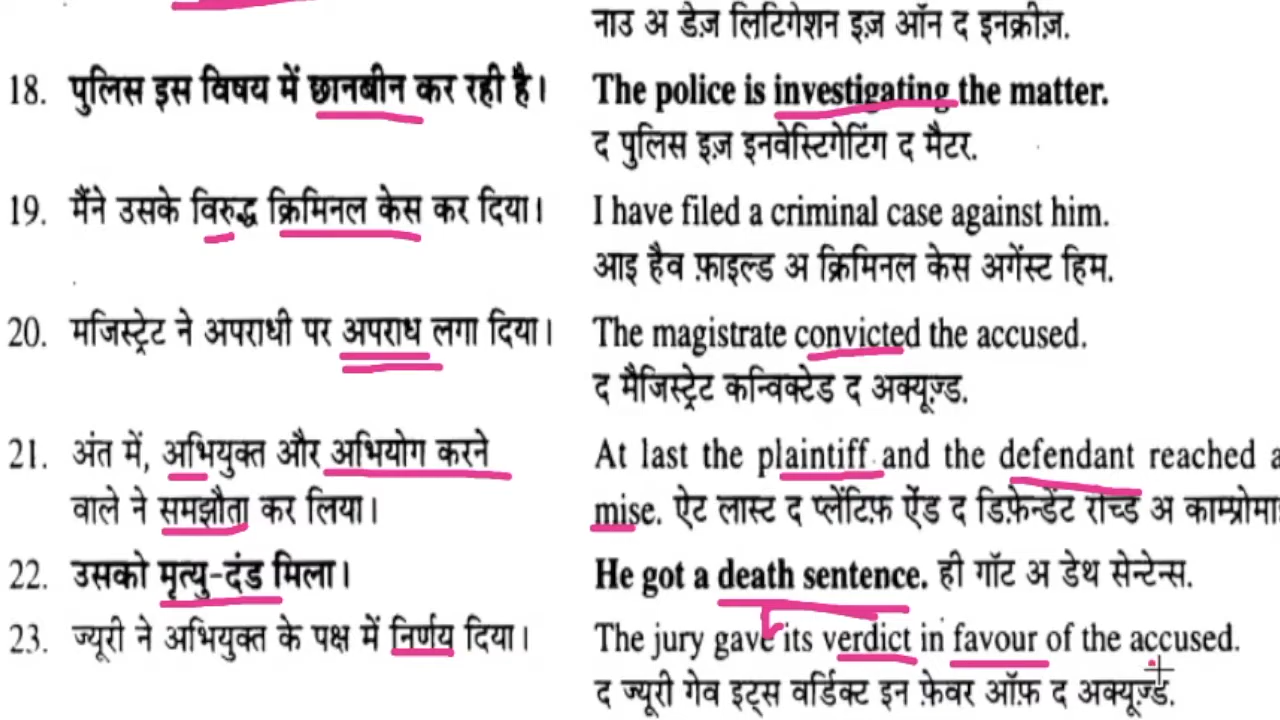 नाउ अ डेज़ लिटिगेशन इज़ ऑन द इनक्रीज़.
18. पुलिस इस विषय में छानबीन कर रही है। The police is investigating the matter.
द पुलिस इज़ इनवेस्टिगेटिंग द मैटर.
19. मैंने उसके विरुद्ध क्रिमिनल केस कर दिया। I have filed a criminal case against him.
आइ हैव फ़ाइल्ड अ क्रिमिनल केस अगेंस्ट हिम.
20. मजिस्ट्रेट ने अपराधी पर अपराध लगा दिया। The magistrate convicted the accused.
द मैजिस्ट्रेट कन्विक्टेड द अक्यूज़्ड.
21. अंत में, अभियुक्त और अभियोग करने At last the plaintiff and the defendant reached a
वाले ने समझौता कर लिया। mise. ऐट लास्ट द प्लेंटिफ़ ऐंड द डिफ़ेन्डेंट रीच्ड अ काम्प्रोमा
22. उसको मृत्यु-दंड मिला। He got a death sentence. ही गॉट अ डेथ सेन्टेन्स.
23. ज्यूरी ने अभियुक्त के पक्ष में निर्णय दिया। The jury gave its verdict in favour of the accused.
द ज्यूरी गेव इट्स वर्डिक्ट इन फ़ेवर ऑफ़ द अक्यूज़्ड.